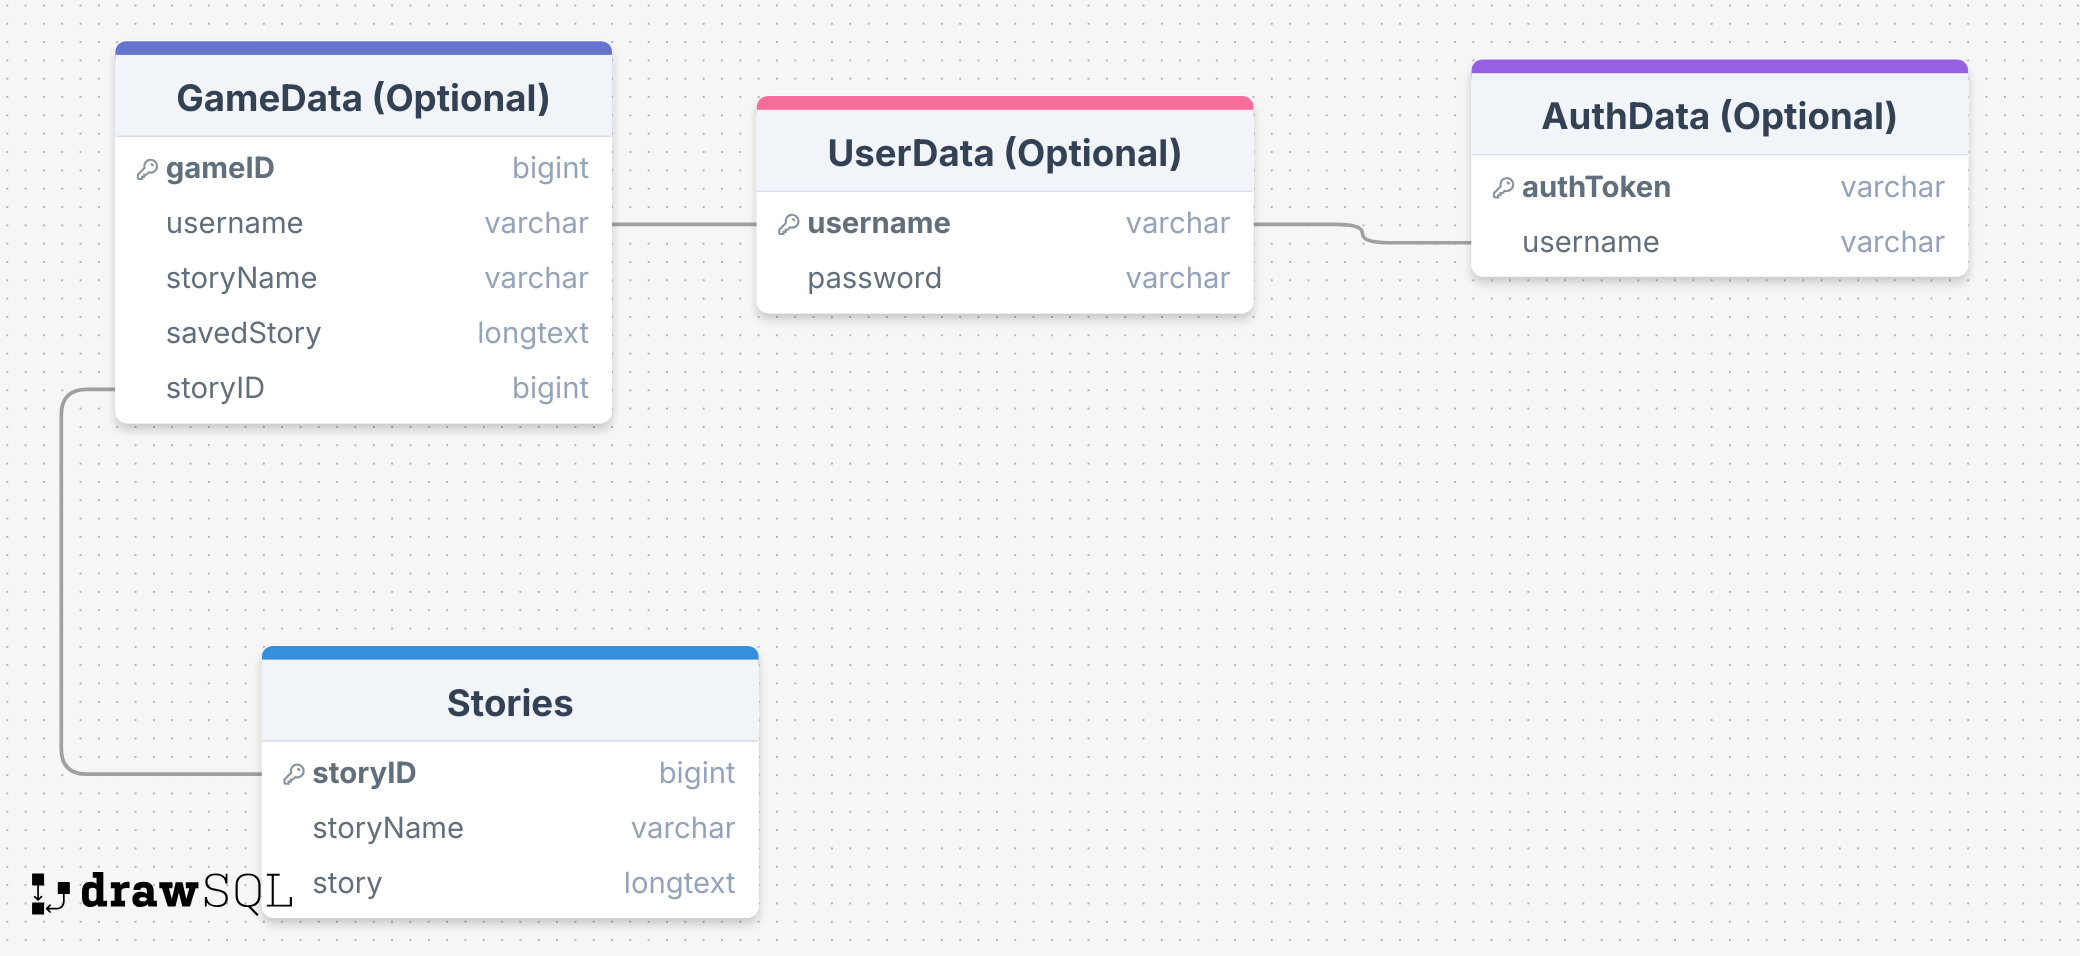 GameData (Optional)
gameID bigint
username varchar
storyName varchar
savedStory longtext
storyID bigint
UserData (Optional)
username varchar
password varchar
AuthData (Optional)
authToken varchar
username varchar
Stories
storyID bigint
storyName varchar
story longtext
drawSQL